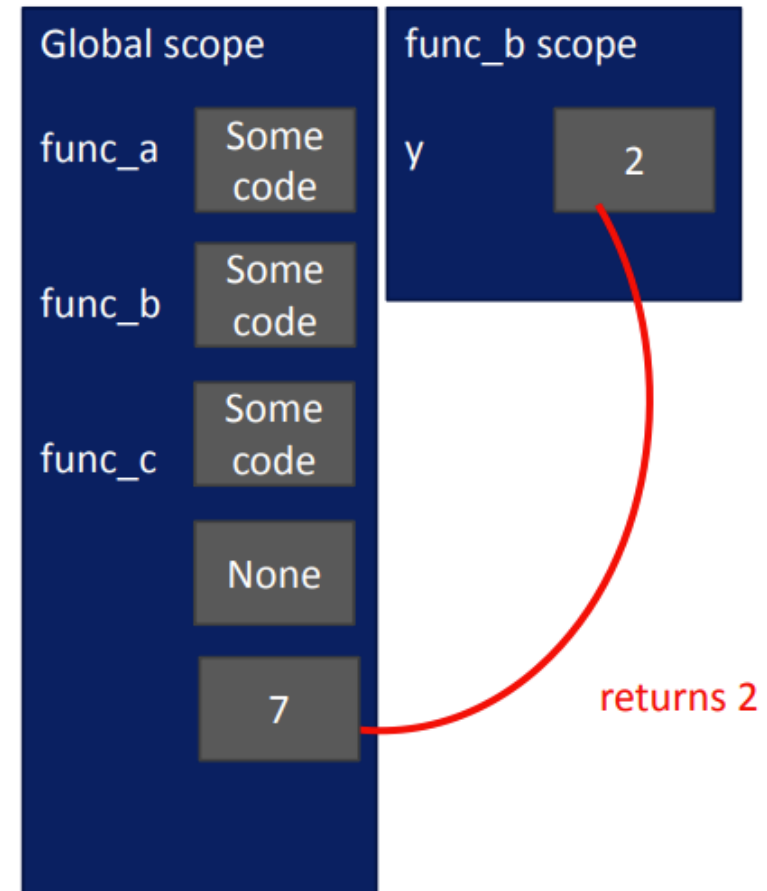 Global scope
func_a
Some
code
func_b
Some
code
func_c
Some
code
None
7
func_b scope
y
2
returns 2